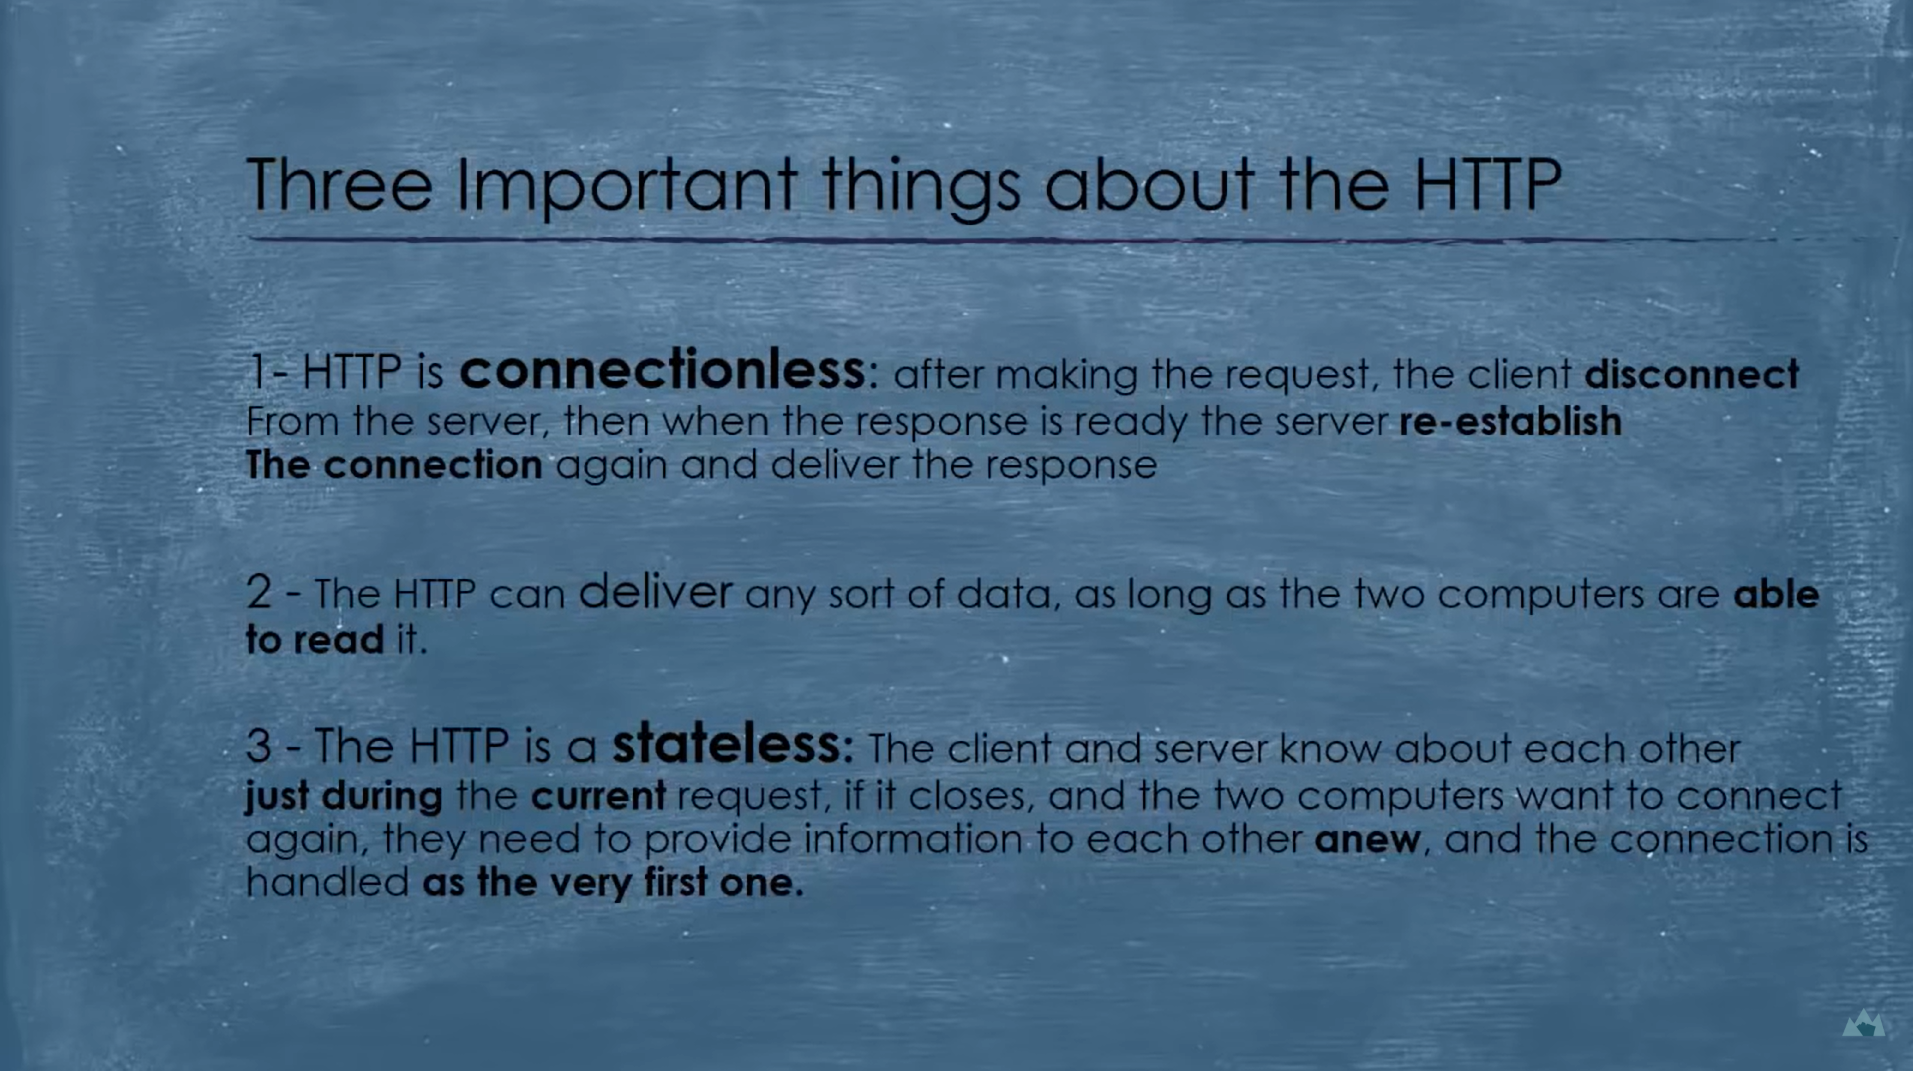 Three Important things about the HTTP
1- HTTP is connectionless: after making the request, the client disconnect
From the server, then when the response is ready the server re-establish
The connection again and deliver the response
2 - The HTTP can deliver any sort of data, as long as the two computers are able
to read it.
3 - The HTTP is a stateless: The client and server know about each other
just during the current request, if it closes, and the two computers want to connect
again, they need to provide information to each other anew, and the connection is
handled as the very first one.